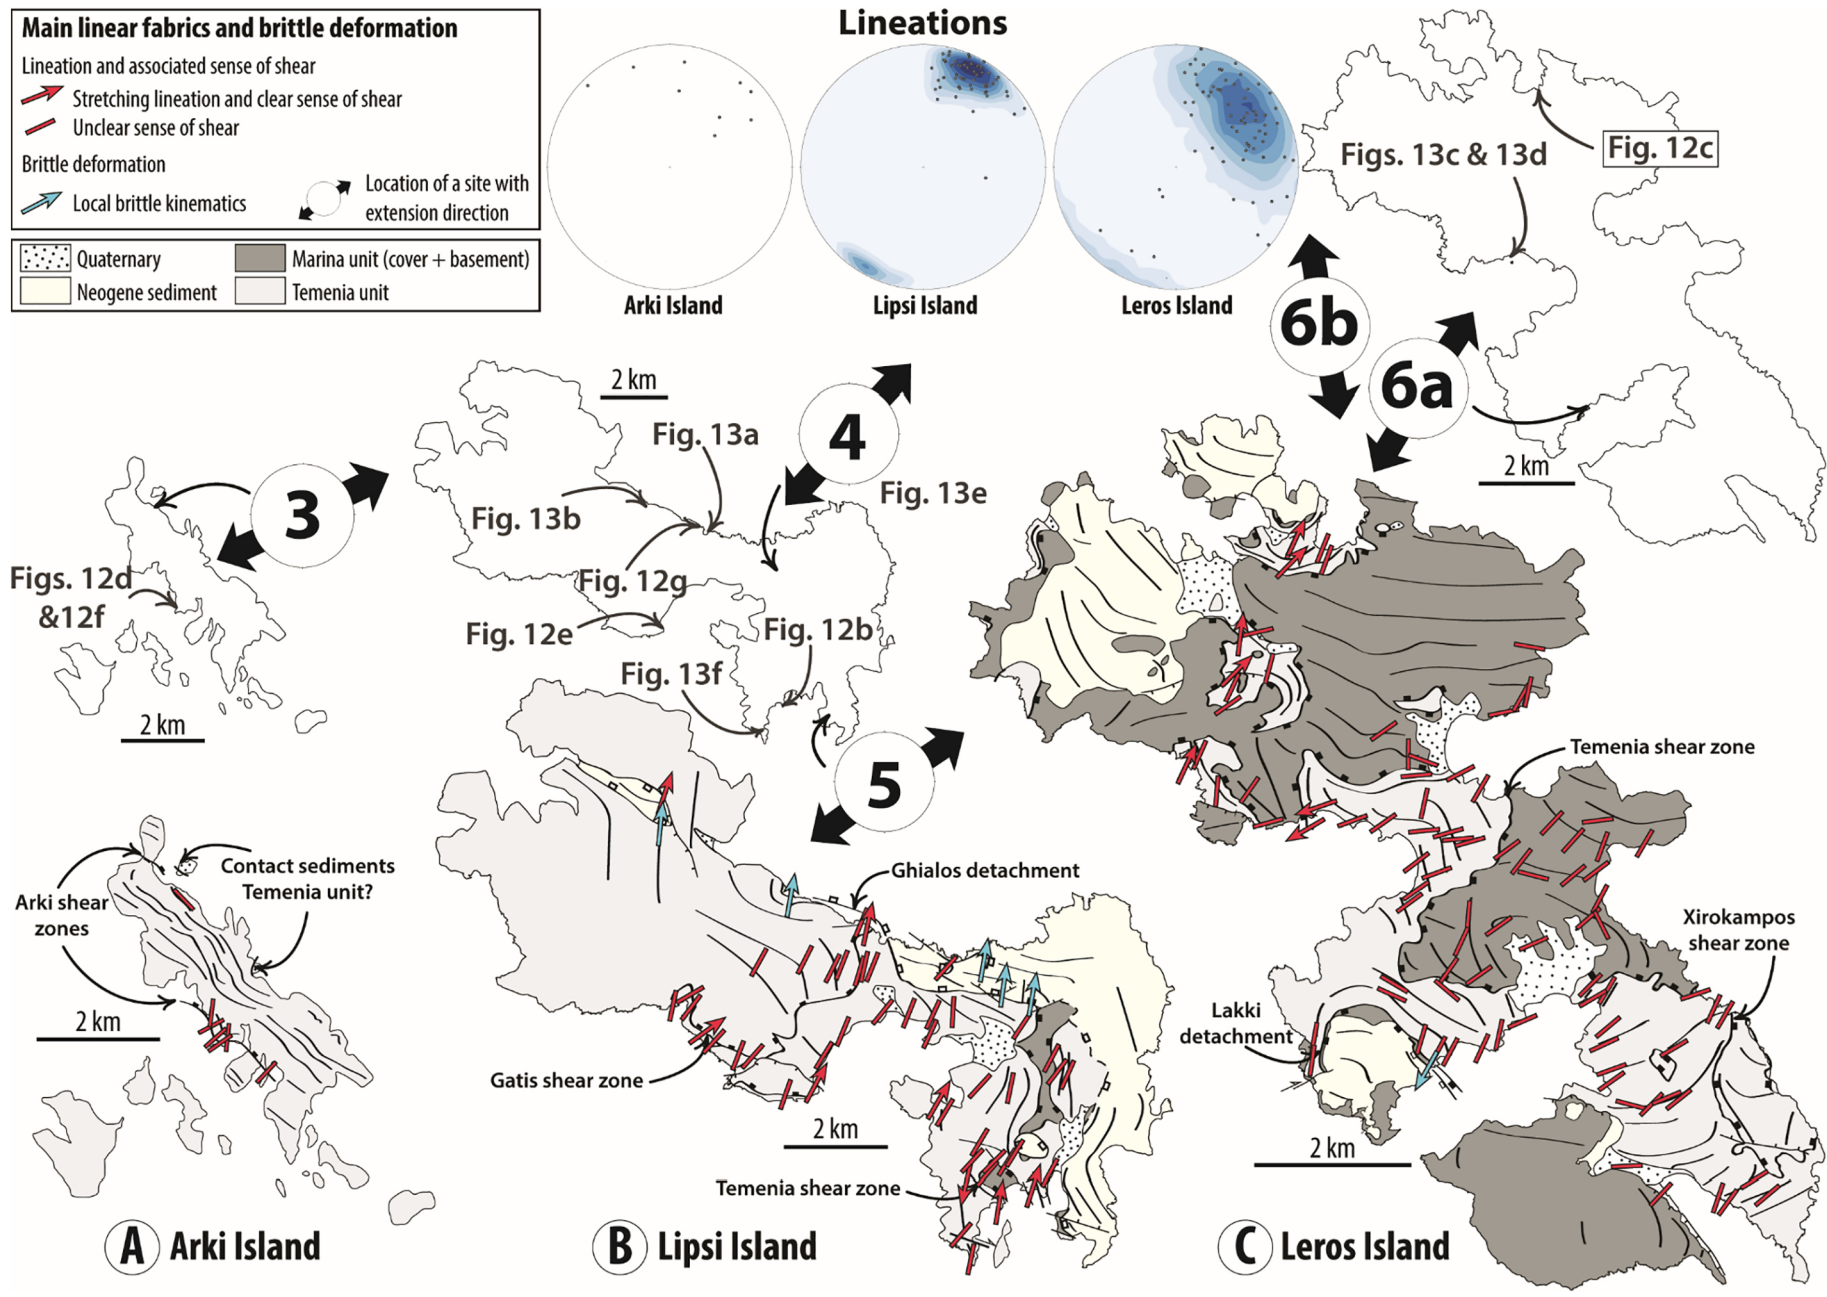 Main linear fabrics and brittle deformation
Lineation and associated sense of shear
Stretching lineation and clear sense of shear
Unclear sense of shear
Brittle deformation
Local brittle kinematics
Location of a site with
extension direction
Quaternary
Marina unit (cover + basement)
Neogene sediment
Temenia unit
Lineations
Arki Island
Lipsi Island
Leros Island
Figs. 13c & 13d
Fig. 12c
6b
6a
2 km
2 km
4
Fig. 13a
Fig. 13e
Fig. 13b
3
Figs. 12d
&12f
Fig. 12g
Fig. 12e
Fig. 12b
Fig. 13f
2 km
5
Temenia shear zone
Ghialos detachment
Contact sediments
Temenia unit?
Arki shear
zones
Xirokampos
shear zone
2 km
Lakki
detachment
Gatis shear zone
2 km
2 km
Temenia shear zone
A Arki Island
B Lipsi Island
C Leros Island